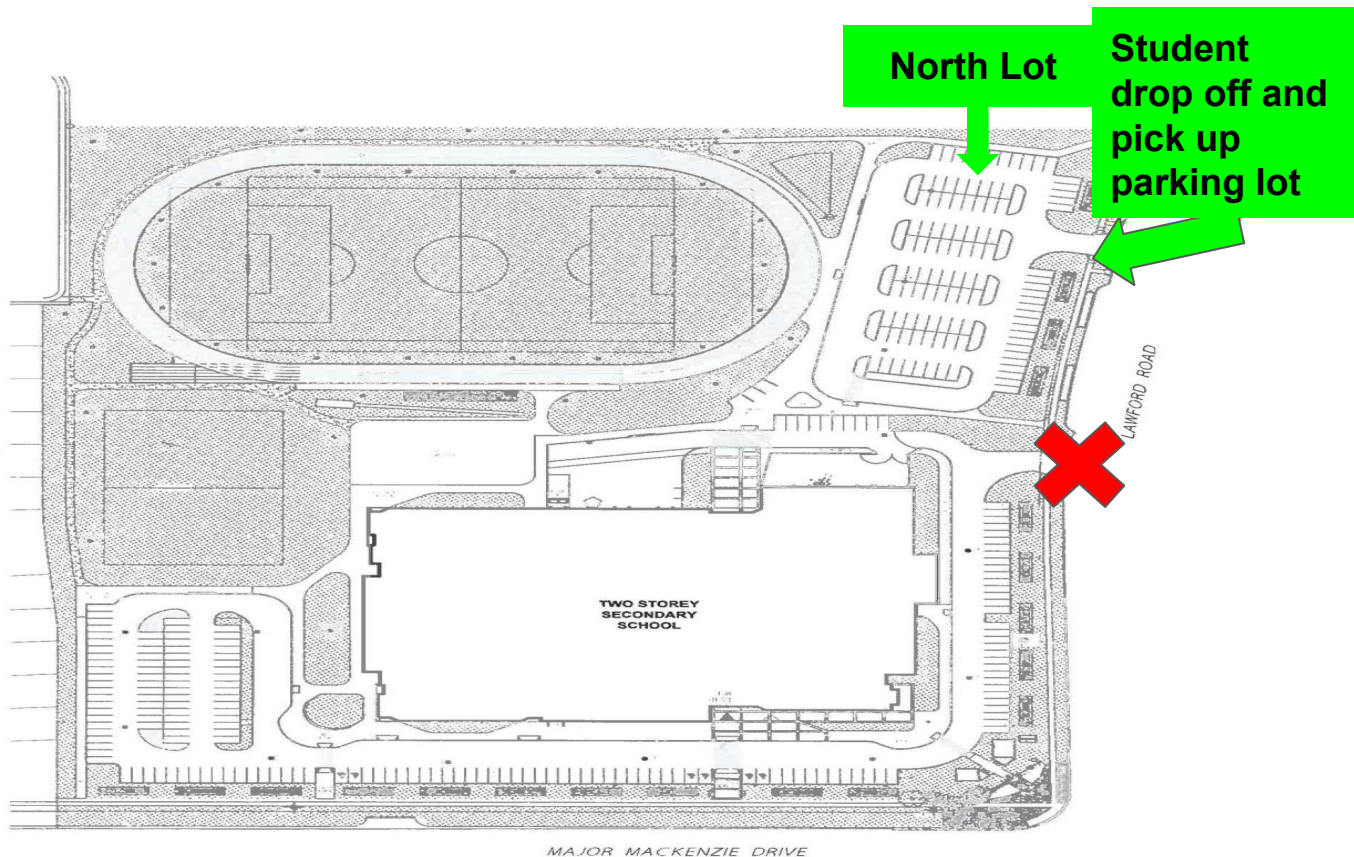 North Lot
Student
drop off and
pick up
parking lot
LAWFORD ROAD
TWO STOREY
SECONDARY
SCHOOL
MAJOR MACKENZIE DRIVE